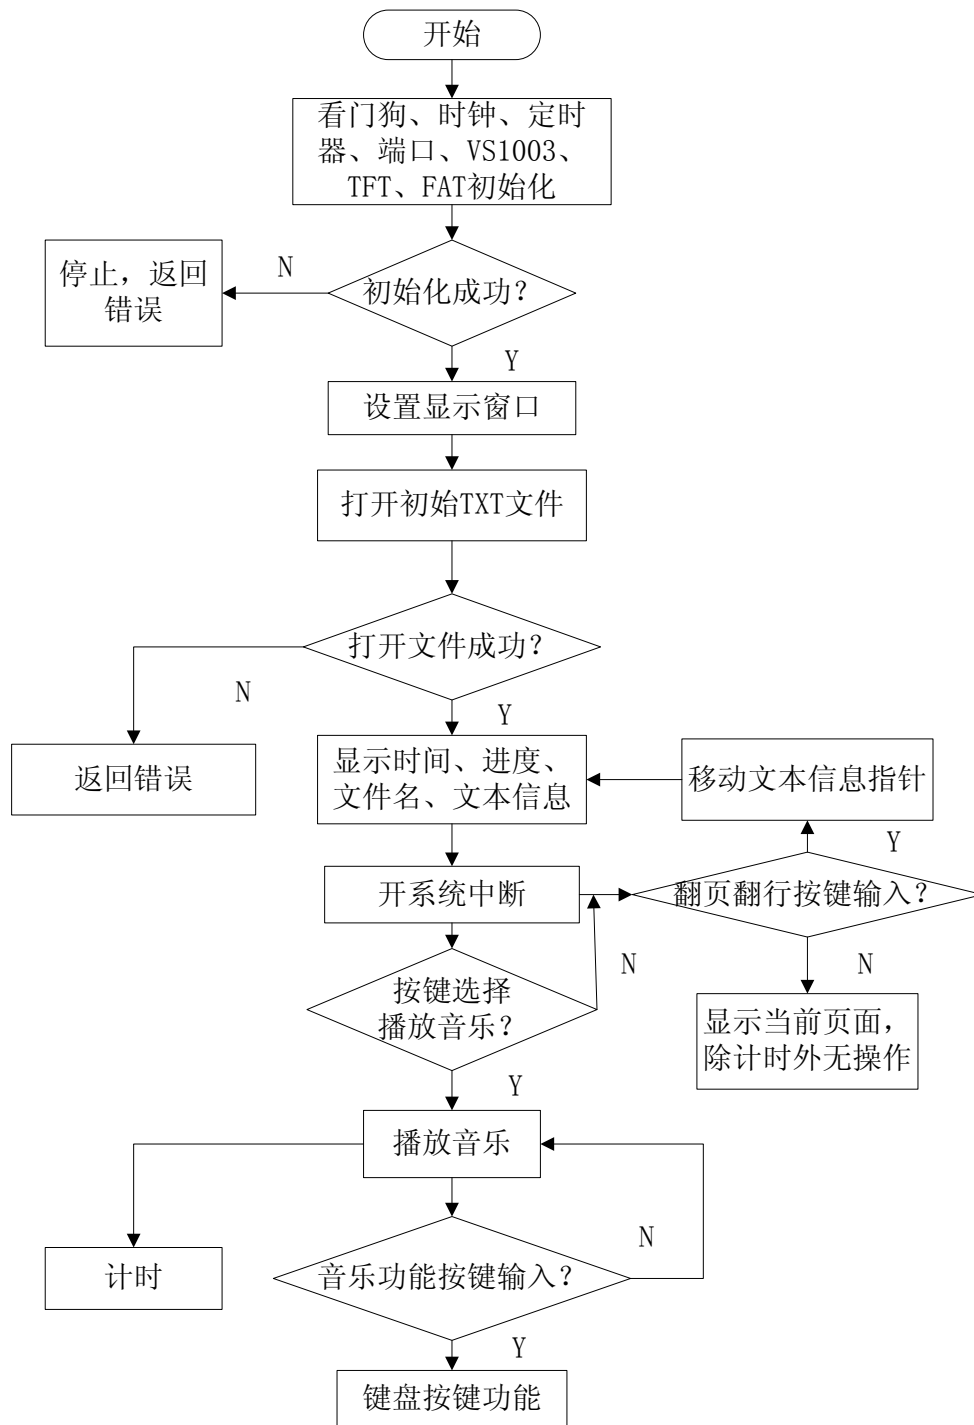 开始
看门狗、时钟、定时
器、端口、VS1003、
TFT、FAT初始化
停止，返回
错误
N
初始化成功？
Y
设置显示窗口
打开初始TXT文件
打开文件成功？
N
Y
返回错误
显示时间、进度、
文件名、文本信息
移动文本信息指针
Y
开系统中断
翻页翻行按键输入？
N
N
按键选择
播放音乐？
显示当前页面，
除计时外无操作
Y
播放音乐
N
计时
音乐功能按键输入？
Y
键盘按键功能